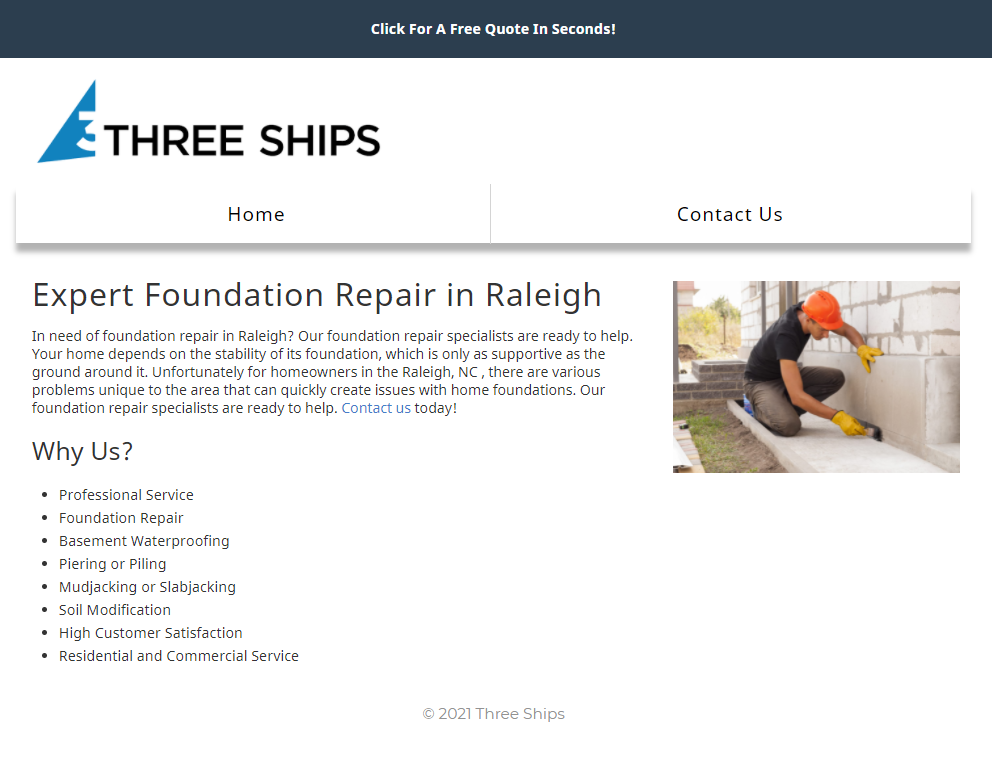 Click For A Free Quote In Seconds!
THREE SHIPS
Home
Contact Us
Expert Foundation Repair in Raleigh
In need of foundation repair in Raleigh? Our foundation repair specialists are ready to help.
Your home depends on the stability of its foundation, which is only as supportive as the
ground around it. Unfortunately for homeowners in the Raleigh, NC , there are various
problems unique to the area that can quickly create issues with home foundations. Our
foundation repair specialists are ready to help. Contact us today!
Why Us?
• Professional Service
• Foundation Repair
• Basement Waterproofing
• Piering or Piling
• Mudjacking or Slabjacking
• Soil Modification
• High Customer Satisfaction
• Residential and Commercial Service
© 2021 Three Ships